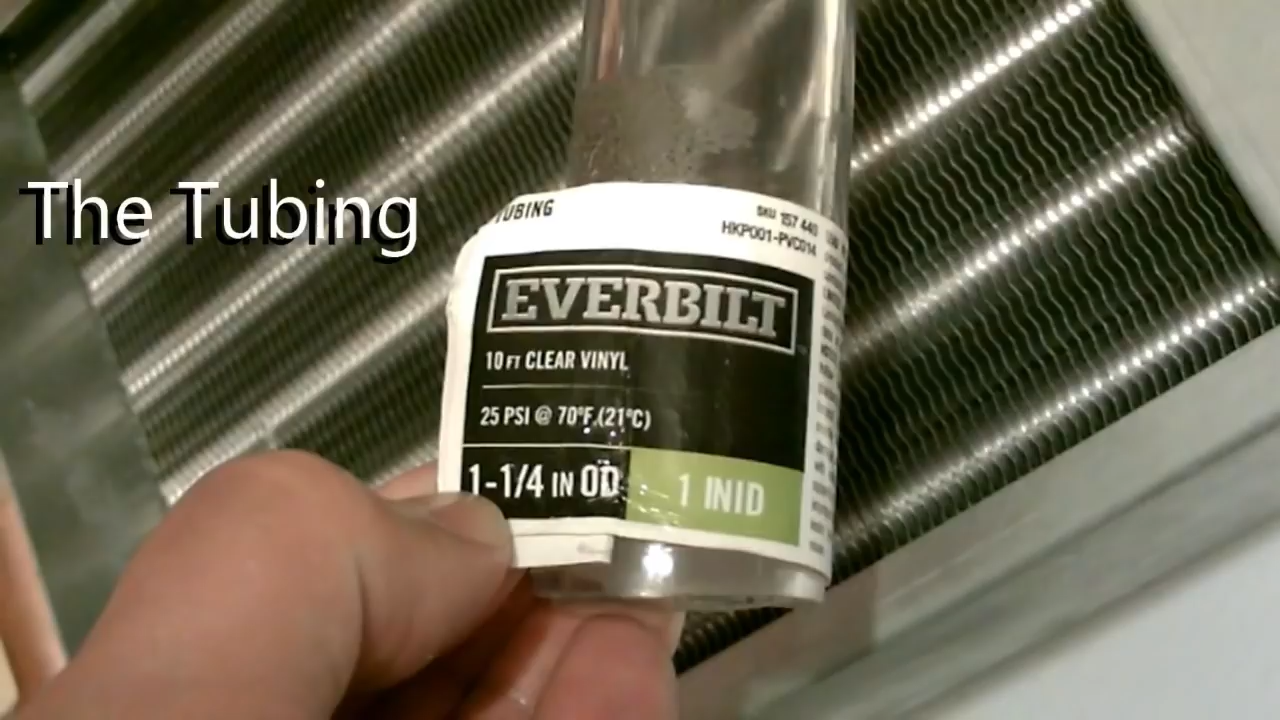 The Tubing
TUBING
SKU 157 440
HKP001-PVC014
EVERBILT
10 FT CLEAR VINYL
25 PSI @ 70°F (21°C)
1-1/4 IN OD
1 IN ID